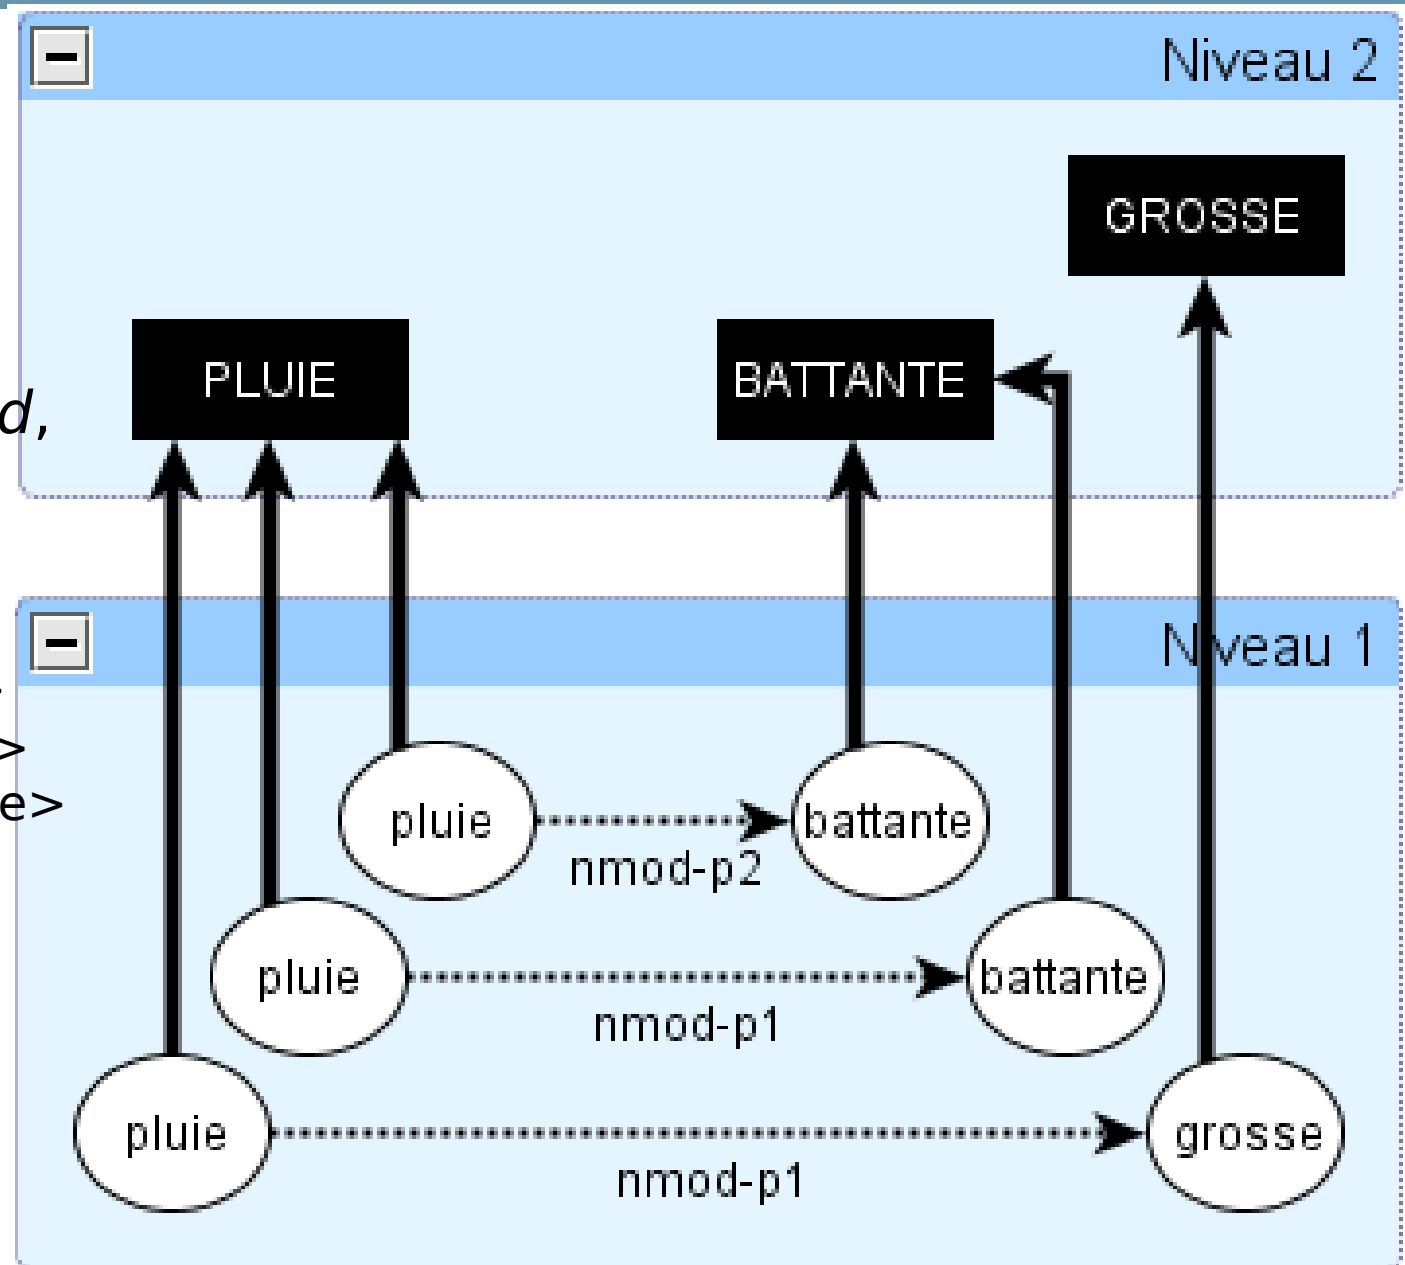 Niveau 2
GROSSE
PLUIE
BATTANTE
d,
Niveau 1
>
e>
pluie
battante
nmod-p2
pluie
battante
nmod-p1
pluie
grosse
nmod-p1